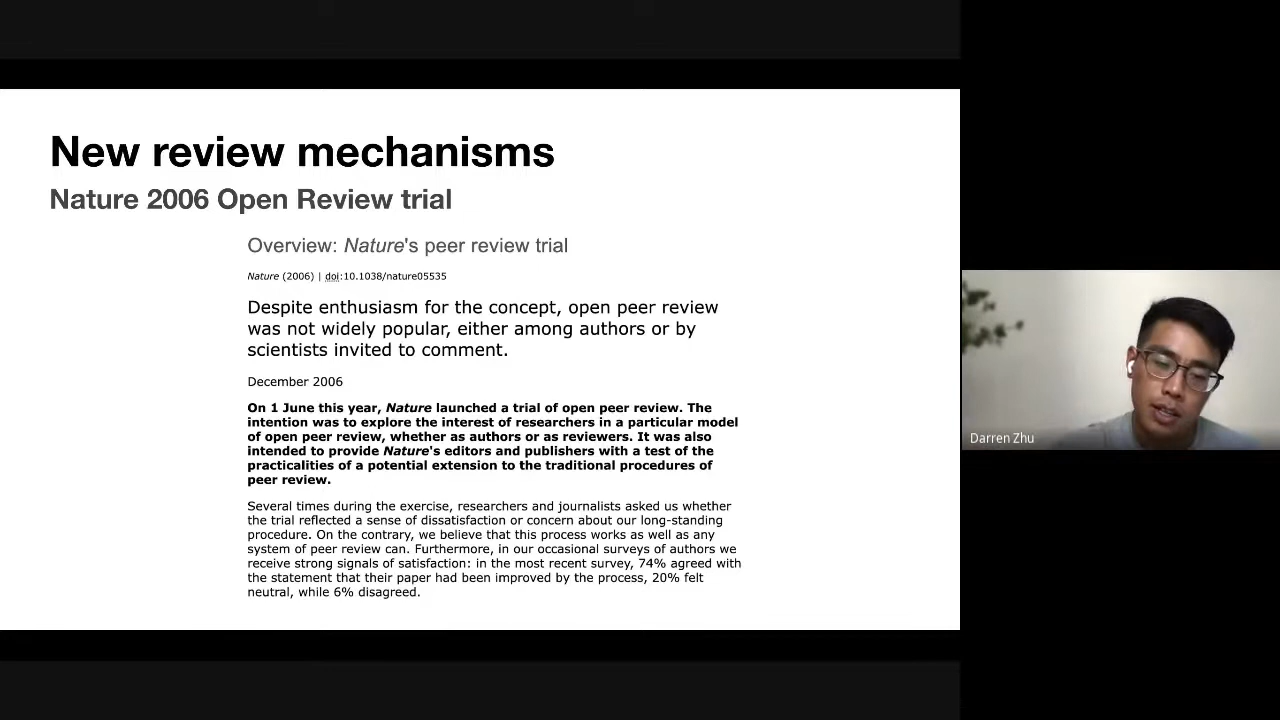 New review mechanisms
Nature 2006 Open Review trial
Overview: Nature's peer review trial
Nature (2006) | doi:10.1038/nature05535
Despite enthusiasm for the concept, open peer review
was not widely popular, either among authors or by
scientists invited to comment.
December 2006
On 1 June this year, Nature launched a trial of open peer review. The
intention was to explore the interest of researchers in a particular model
of open peer review, whether as authors or as reviewers. It was also
intended to provide Nature's editors and publishers with a test of the
practicalities of a potential extension to the traditional procedures of
peer review.
Several times during the exercise, researchers and journalists asked us whether
the trial reflected a sense of dissatisfaction or concern about our long-standing
procedure. On the contrary, we believe that this process works as well as any
system of peer review can. Furthermore, in our occasional surveys of authors we
receive strong signals of satisfaction: in the most recent survey, 74% agreed with
the statement that their paper had been improved by the process, 20% felt
neutral, while 6% disagreed.
Darren Zhu